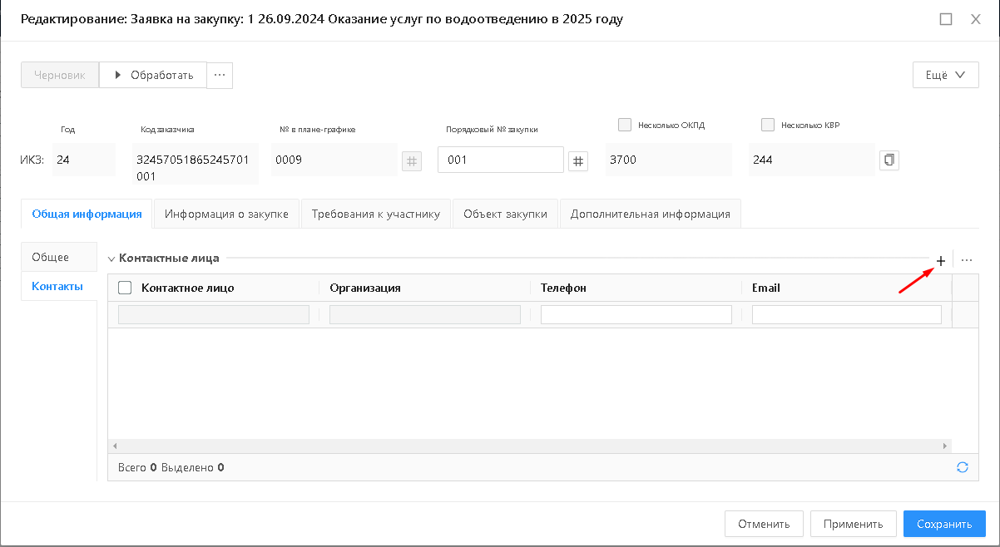 Редактирование: Заявка на закупку: 1 26.09.2024 Оказание услуг по водоотведению в 2025 году
Черновик Обработать ... Ещё
Год Код заказчика № в плане-графике Порядковый № закупки Несколько ОКПД Несколько КВР
ИКЗ: 24 32457051865245701 0009 # 001 # 3700 244
001
Общая информация Информация о закупке Требования к участнику Объект закупки Дополнительная информация
Общее Контактные лица + ...
Контакты Контактное лицо Организация Телефон Email
Всего 0 Выделено 0
Отменить Применить Сохранить